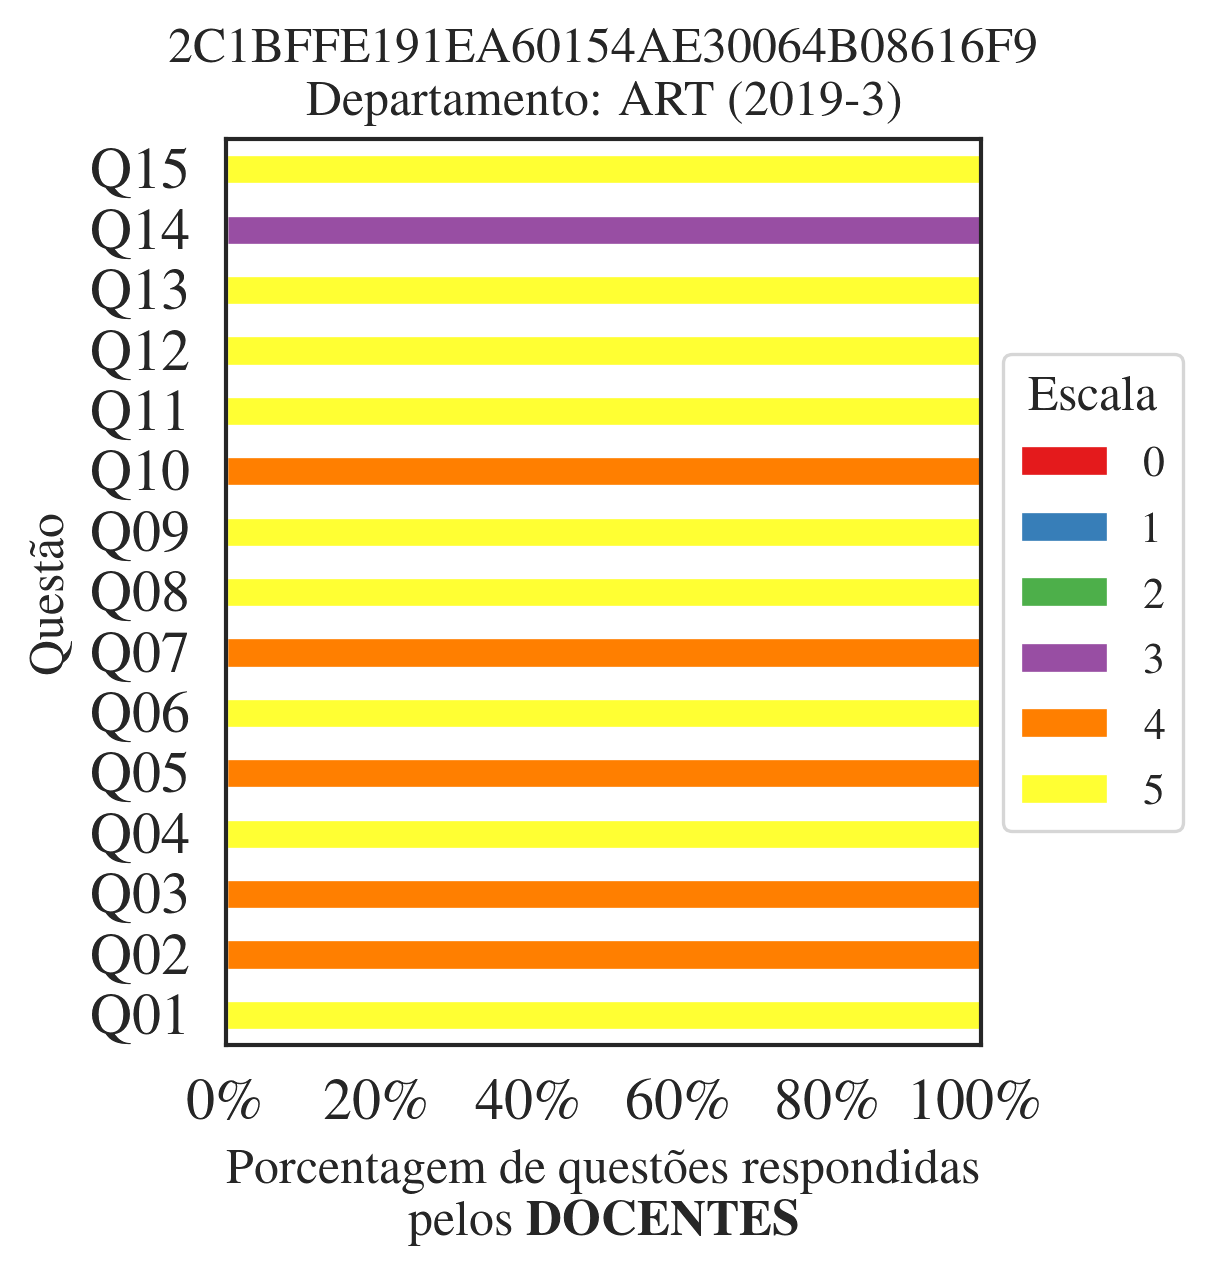 2C1BFFE191EA60154AE30064B08616F9
Departamento: ART (2019-3)
Q15
Q14
Q13
Q12
Q11
Q10
Q09
Q08
Q07
Q06
Q05
Q04
Q03
Q02
Q01
Questão
0% 20% 40% 60% 80% 100%
Porcentagem de questões respondidas
pelos DOCENTES
Escala
0
1
2
3
4
5